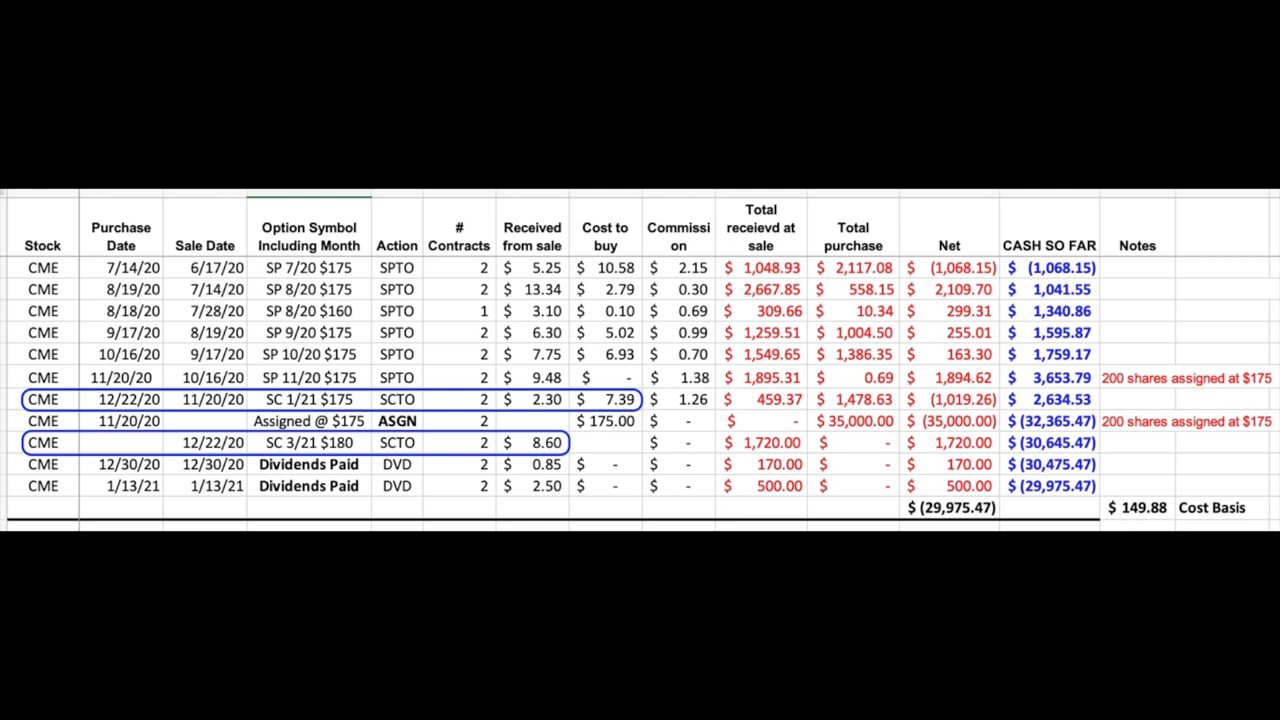 Stock Purchase Date Sale Date Option Symbol Including Month Action # Contracts Received from sale Cost to buy Commissi on Total receievd at sale Total purchase Net CASH SO FAR Notes
CME 7/14/20 6/17/20 SP 7/20 $175 SPTO 2 $ 5.25 $ 10.58 $ 2.15 $ 1,048.93 $ 2,117.08 $ (1,068.15) $ (1,068.15)
CME 8/19/20 7/14/20 SP 8/20 $175 SPTO 2 $ 13.34 $ 2.79 $ 0.30 $ 2,667.85 $ 558.15 $ 2,109.70 $ 1,041.55
CME 8/18/20 7/28/20 SP 8/20 $160 SPTO 1 $ 3.10 $ 0.10 $ 0.69 $ 309.66 $ 10.34 $ 299.31 $ 1,340.86
CME 9/17/20 8/19/20 SP 9/20 $175 SPTO 2 $ 6.30 $ 5.02 $ 0.99 $ 1,259.51 $ 1,004.50 $ 255.01 $ 1,595.87
CME 10/16/20 9/17/20 SP 10/20 $175 SPTO 2 $ 7.75 $ 6.93 $ 0.70 $ 1,549.65 $ 1,386.35 $ 163.30 $ 1,759.17
CME 11/20/20 10/16/20 SP 11/20 $175 SPTO 2 $ 9.48 $ - $ 1.38 $ 1,895.31 $ 0.69 $ 1,894.62 $ 3,653.79 200 shares assigned at $175
CME 12/22/20 11/20/20 SC 1/21 $175 SCTO 2 $ 2.30 $ 7.39 $ 1.26 $ 459.37 $ 1,478.63 $ (1,019.26) $ 2,634.53
CME 11/20/20 Assigned @ $175 ASGN 2 $ 175.00 $ - $ - $ 35,000.00 $ (35,000.00) $ (32,365.47) 200 shares assigned at $175
CME 12/22/20 SC 3/21 $180 SCTO 2 $ 8.60 $ - $ 1,720.00 $ - $ 1,720.00 $ (30,645.47)
CME 12/30/20 12/30/20 Dividends Paid DVD 2 $ 0.85 $ - $ - $ 170.00 $ - $ 170.00 $ (30,475.47)
CME 1/13/21 1/13/21 Dividends Paid DVD 2 $ 2.50 $ - $ - $ 500.00 $ - $ 500.00 $ (29,975.47)
$ (29,975.47) $ 149.88 Cost Basis